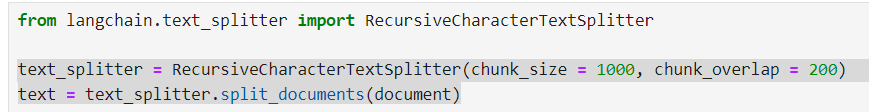 from langchain.text_splitter import RecursiveCharacterTextSplitter
text_splitter = RecursiveCharacterTextSplitter(chunk_size = 1000, chunk_overlap = 200)
text = text_splitter.split_documents(document)